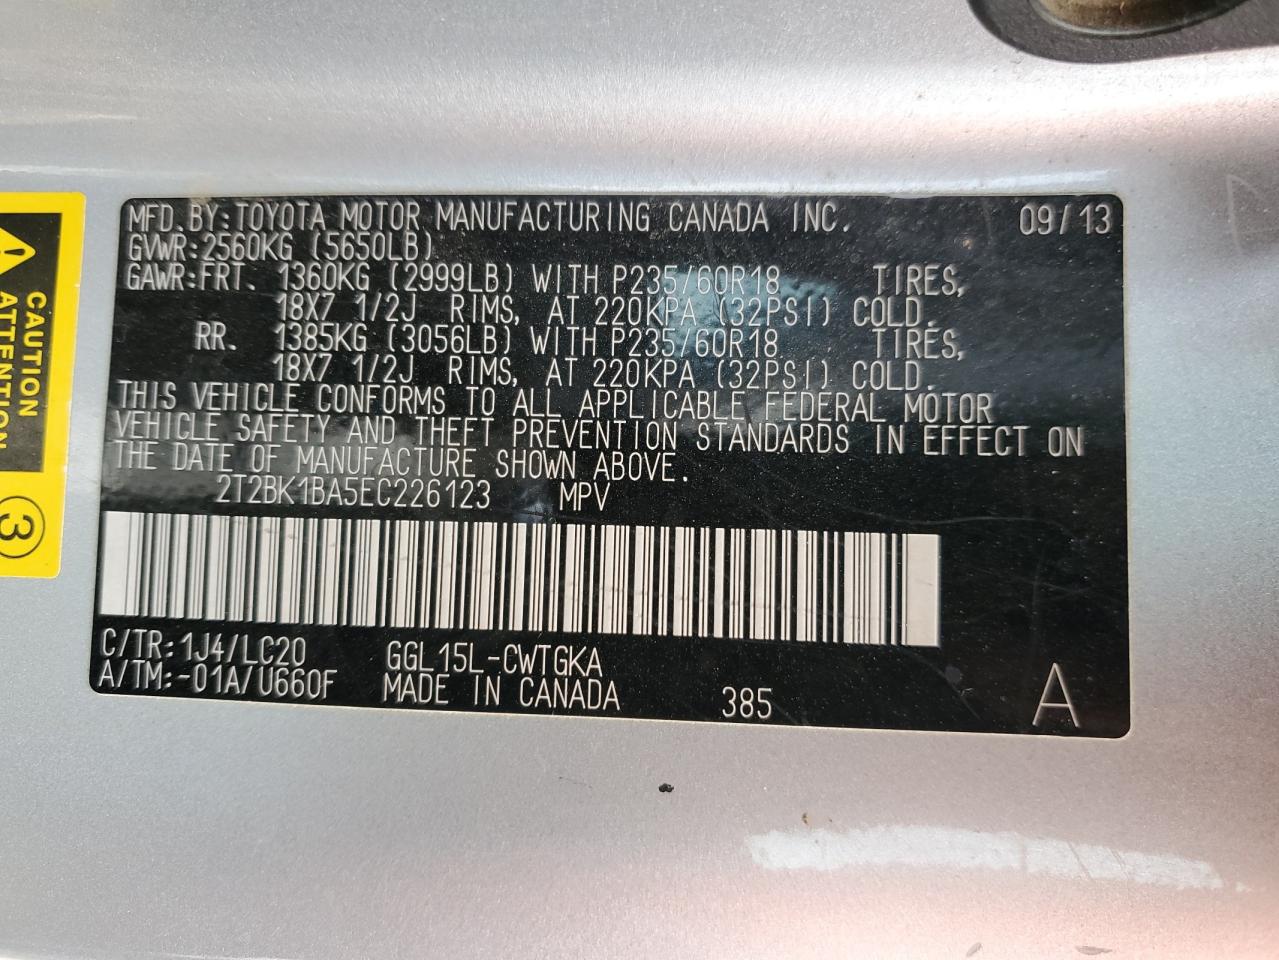 MFD.BY:TOYOTA MOTOR MANUFACTURING CANADA INC. 09/13
GVWR:2560KG (5650LB)
GAWR:FRT. 1360KG (2999LB) WITH P235/60R18 TIRES,
18X7 1/2J RIMS, AT 220KPA (32PSI) COLD.
RR. 1385KG (3056LB) WITH P235/60R18 TIRES,
18X7 1/2J RIMS, AT 220KPA (32PSI) COLD.
THIS VEHICLE CONFORMS TO ALL APPLICABLE FEDERAL MOTOR
VEHICLE SAFETY AND THEFT PREVENTION STANDARDS IN EFFECT ON
THE DATE OF MANUFACTURE SHOWN ABOVE.
2T2BK1BA5EC226123 MPV
C/TR:1J4/LC20 GGL15L-CWTGKA
A/TM:-01A/U660F MADE IN CANADA 385 A
CAUTION
ATTENTION
3